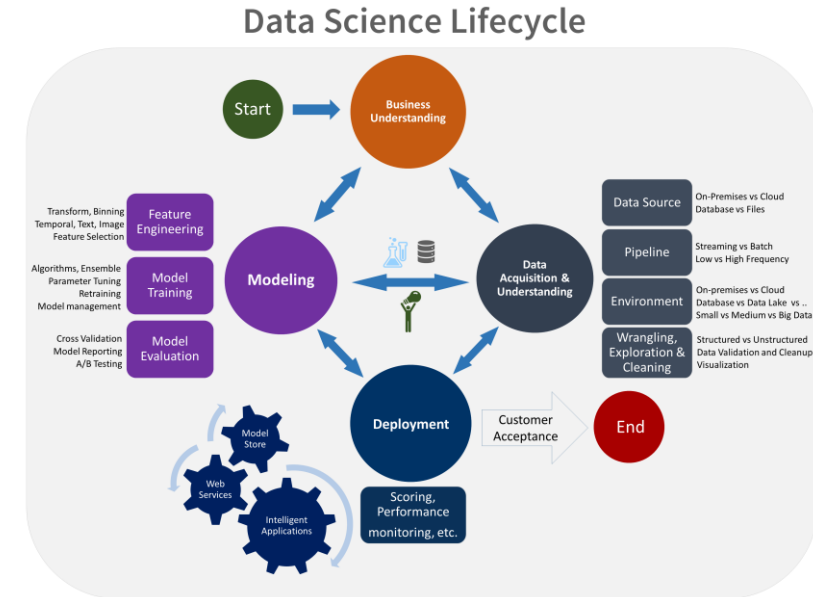 Data Science Lifecycle
Start
Business
Understanding
Transform, Binning
Temporal, Text, Image
Feature Selection
Feature
Engineering
Algorithms, Ensemble
Parameter Tuning
Retraining
Model management
Model
Training
Cross Validation
Model Reporting
A/B Testing
Model
Evaluation
Modeling
Data
Acquisition &
Understanding
Data Source
On-Premises vs Cloud
Database vs Files
Pipeline
Streaming vs Batch
Low vs High Frequency
Environment
On-premises vs Cloud
Database vs Data Lake vs ..
Small vs Medium vs Big Data
Wrangling,
Exploration &
Cleaning
Structured vs Unstructured
Data Validation and Cleanup
Visualization
Deployment
Customer
Acceptance
End
Model
Store
Web
Services
Intelligent
Applications
Scoring,
Performance
monitoring, etc.